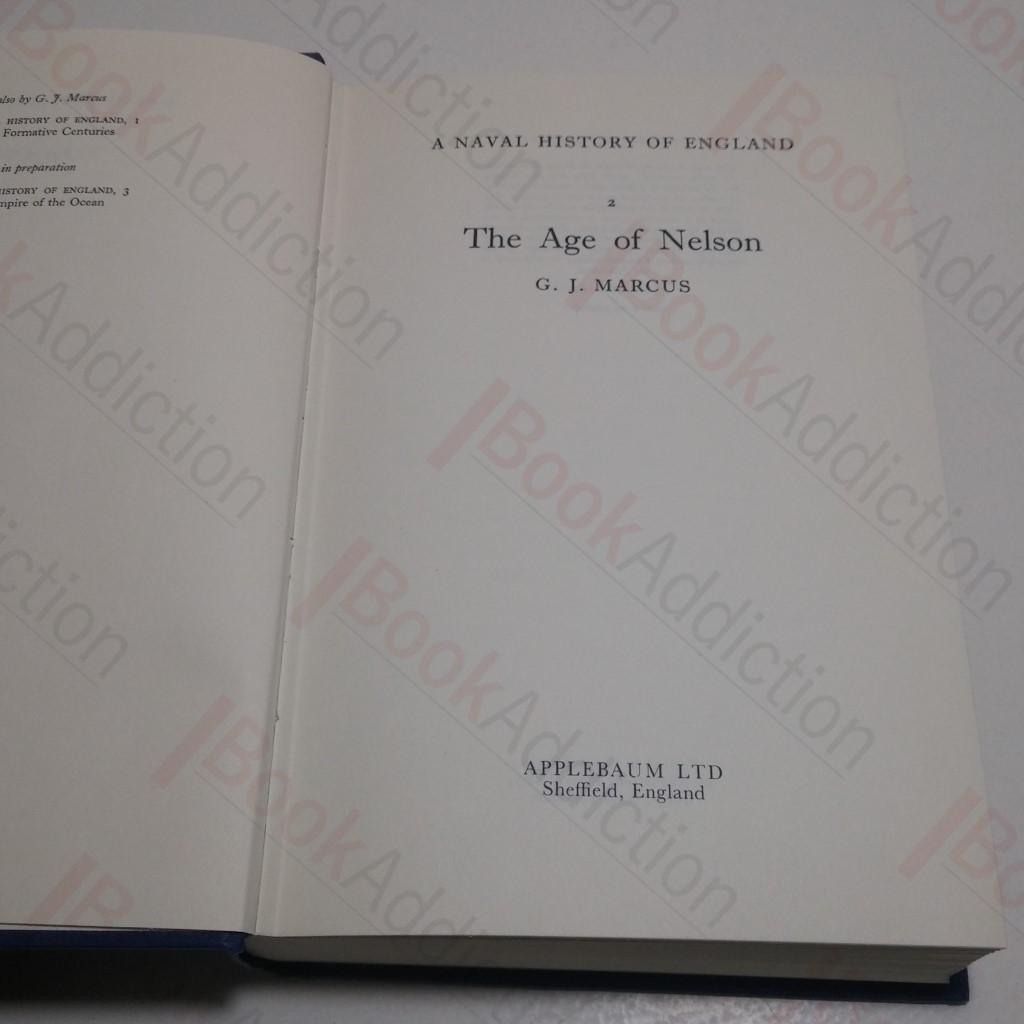 also by G. J. Marcus
HISTORY OF ENGLAND, 1
Formative Centuries
in preparation
HISTORY OF ENGLAND, 3
Empire of the Ocean
A NAVAL HISTORY OF ENGLAND
2
The Age of Nelson
G. J. MARCUS
APPLEBAUM LTD
Sheffield, England
BookAddiction